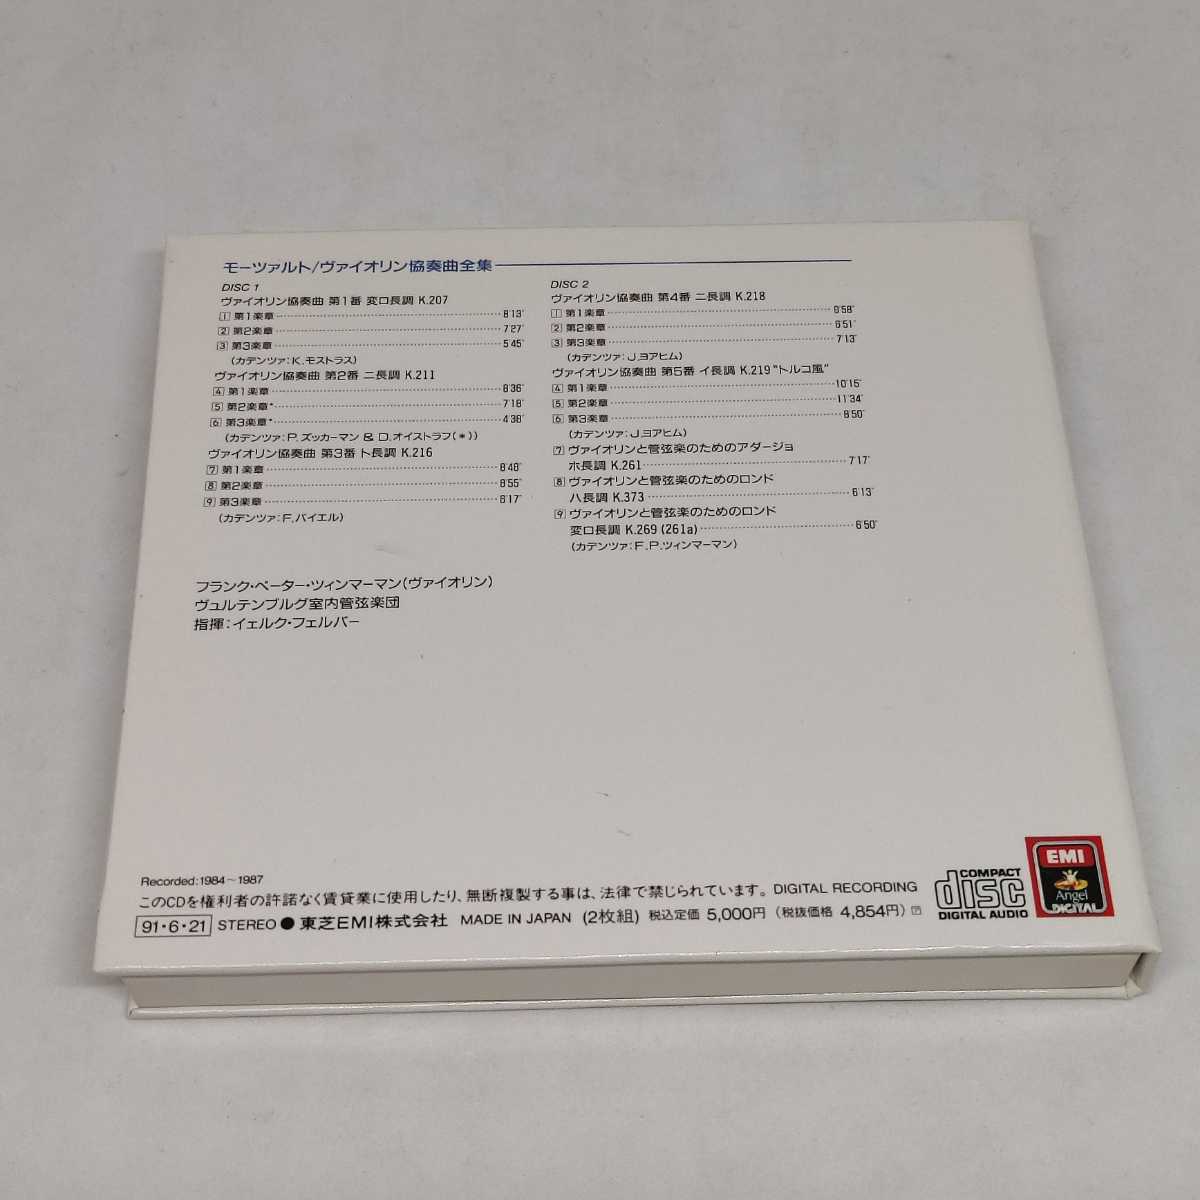 モーツァルト/ヴァイオリン協奏曲全集
DISC 1
ヴァイオリン協奏曲 第1番 変ロ長調 K.207
1 第1楽章 8'13"
2 第2楽章 7'27"
3 第3楽章 5'45"
(カデンツァ:K.モストラス)
ヴァイオリン協奏曲 第2番 ニ長調 K.211
4 第1楽章 8'36"
5 第2楽章* 7'18"
6 第3楽章* 4'38"
(カデンツァ:P.ズッカーマン & D.オイストラフ(*))
ヴァイオリン協奏曲 第3番 ト長調 K.216
7 第1楽章 8'48"
8 第2楽章 8'55"
9 第3楽章 6'17"
(カデンツァ:F.バイエル)
DISC 2
ヴァイオリン協奏曲 第4番 ニ長調 K.218
1 第1楽章 8'58"
2 第2楽章 6'51"
3 第3楽章 7'13"
(カデンツァ:J.ヨアヒム)
ヴァイオリン協奏曲 第5番 イ長調 K.219 "トルコ風"
4 第1楽章 10'15"
5 第2楽章 11'34"
6 第3楽章 8'50"
(カデンツァ:J.ヨアヒム)
7 ヴァイオリンと管弦楽のためのアダージョ
ホ長調 K.261 7'17"
8 ヴァイオリンと管弦楽のためのロンド
ハ長調 K.373 6'13"
9 ヴァイオリンと管弦楽のためのロンド
変ロ長調 K.269 (261a) 6'50"
(カデンツァ:F.P.ツィンマーマン)
フランク・ペーター・ツィンマーマン(ヴァイオリン)
ヴュルテンブルグ室内管弦楽団
指揮:イェルク・フェルバー
Recorded:1984~1987
このCDを権利者の許諾なく賃貸業に使用したり、無断複製する事は、法律で禁じられています。 DIGITAL RECORDING
91・6・21 STEREO ● 東芝EMI株式会社 MADE IN JAPAN (2枚組) 税込定価 5,000円 (税抜価格 4,854円)
COMPACT
disc
DIGITAL AUDIO
EMI
Angel
DIGITAL